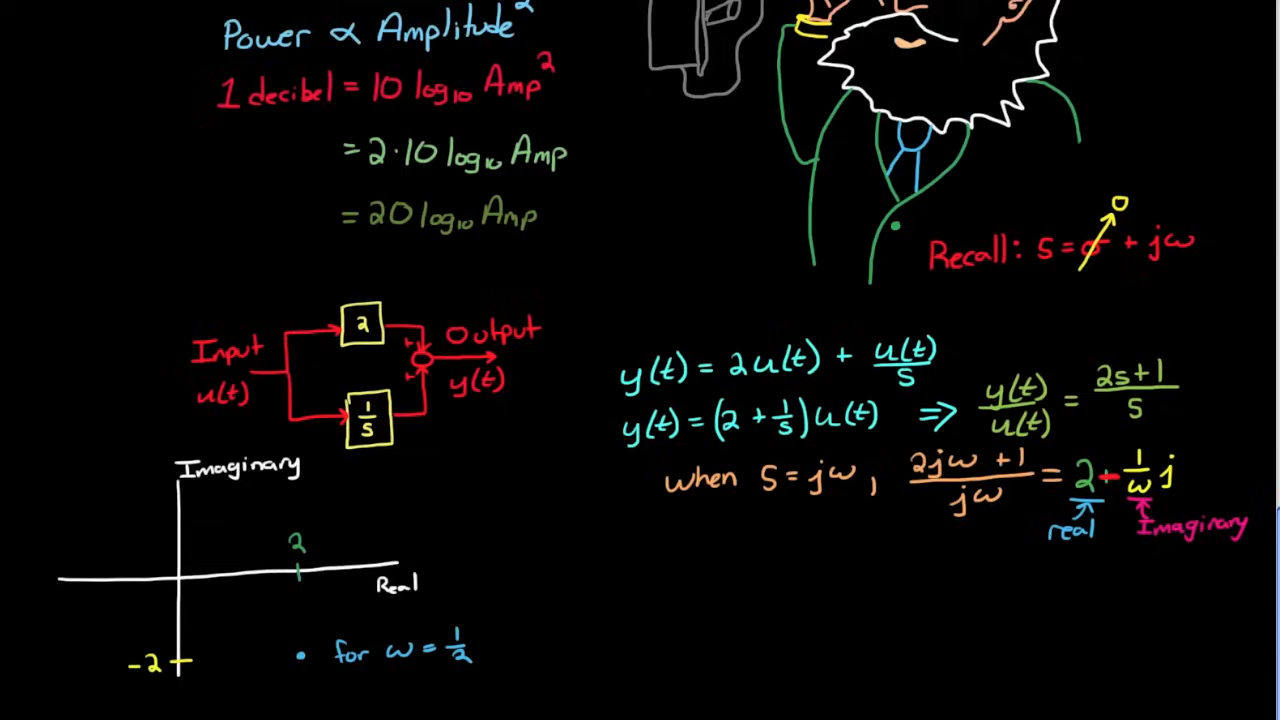 Power ∝ Amplitude²
1 decibel = 10 log₁₀ Amp²
= 2·10 log₁₀ Amp
= 20 log₁₀ Amp
Recall: S = σ + jω
0
Input
u(t)
2
1/s
+
+
Output
y(t)
y(t) = 2u(t) + u(t)/s
y(t) = (2 + 1/s)u(t) ⇒ y(t)/u(t) = 2s+1/s
when S = jω, 2jω +1/jω = 2 - 1/ω j
real
Imaginary
Imaginary
2
Real
-2
for ω = 1/2